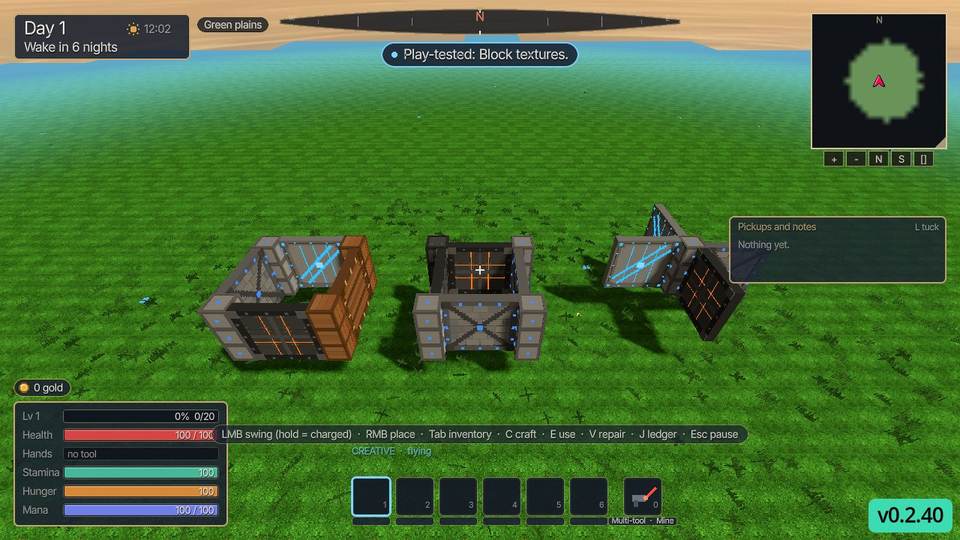 Day 1
12:02
Wake in 6 nights
Green plains
N
Play-tested: Block textures.
N
+ - N S []
Pickups and notes
L tuck
Nothing yet.
0 gold
Lv 1 0% 0/20
Health 100 / 100
Hands no tool
Stamina 100
Hunger 100
Mana 100 / 100
LMB swing (hold = charged) · RMB place · Tab inventory · C craft · E use · V repair · J ledger · Esc pause
CREATIVE · flying
1 2 3 4 5 6 0
Multi-tool · Mine
v0.2.40